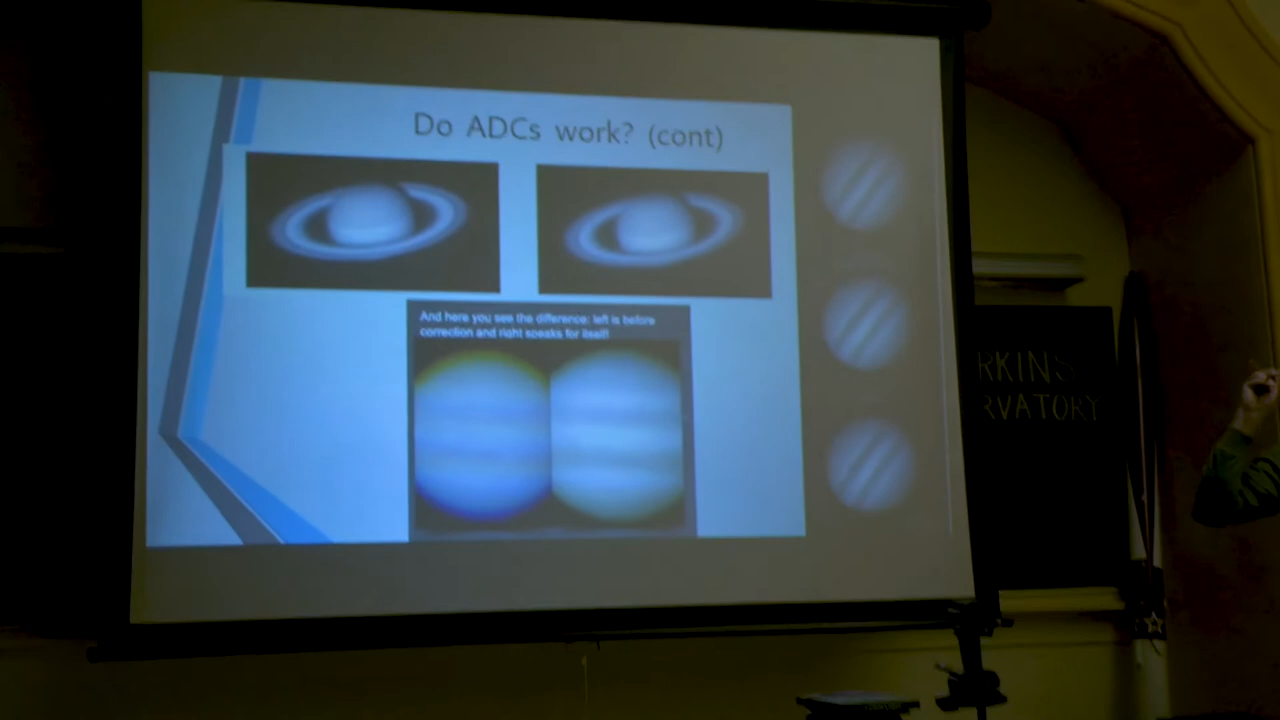 Do ADCs work? (cont)
And here you see the difference: left is before
correction and right speaks for itself!
RKINS
RVATORY